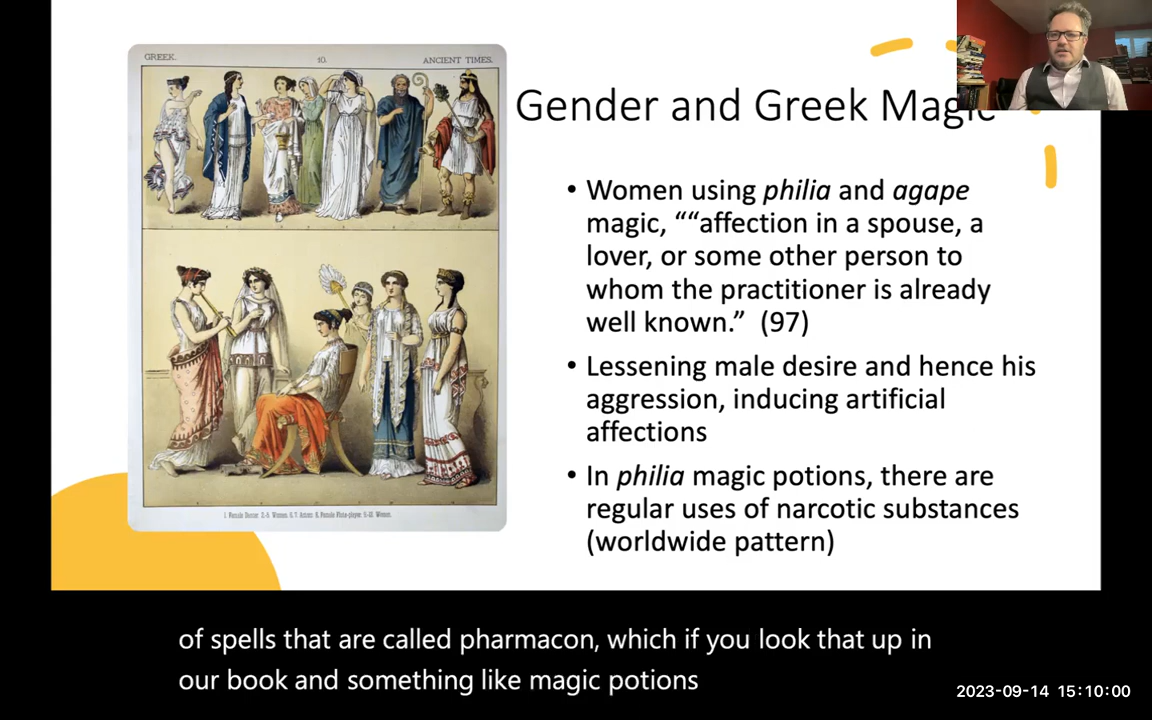 GREEK.
10.
ANCIENT TIMES.
Gender and Greek Magic
• Women using philia and agape
magic, ““affection in a spouse, a
lover, or some other person to
whom the practitioner is already
well known.” (97)
• Lessening male desire and hence his
aggression, inducing artificial
affections
• In philia magic potions, there are
regular uses of narcotic substances
(worldwide pattern)
of spells that are called pharmacon, which if you look that up in
our book and something like magic potions
2023-09-14 15:10:00